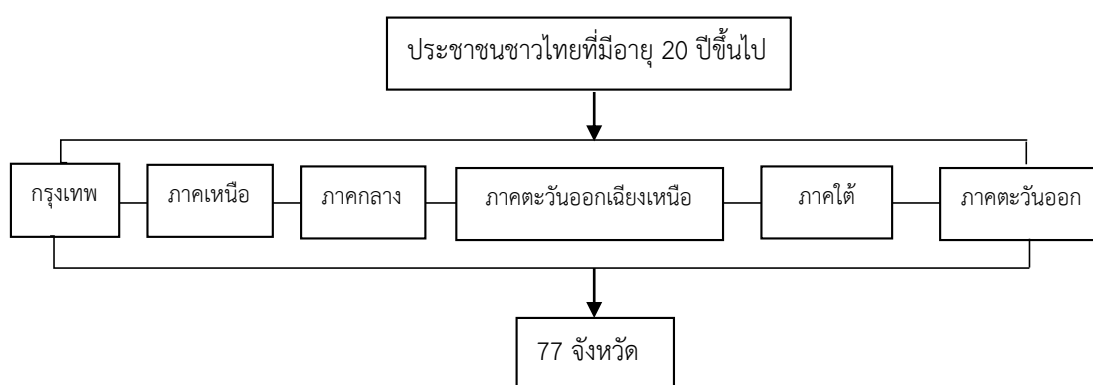 ประชาชนชาวไทยที่มีอายุ 20 ปีขึ้นไป
กรุงเทพ
ภาคเหนือ
ภาคกลาง
ภาคตะวันออกเฉียงเหนือ
ภาคใต้
ภาคตะวันออก
77 จังหวัด